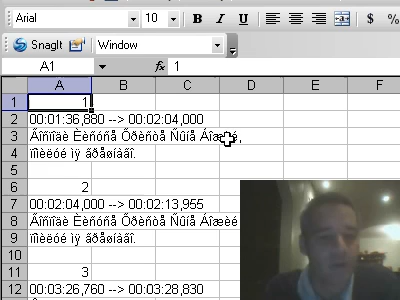 Arial 10 B I U $ %
SnagIt Window
A1 fx 1
A B C D E F
1 1
2 00:01:36,880 --> 00:02:04,000
3 Ãîñïîäè Èèñóñå Õðèñòå Ñûíå Áîæèé,
4 ïîìèëóé ìÿ ãðåøíàãî.
5
6 2
7 00:02:04,000 --> 00:02:13,955
8 Ãîñïîäè Èèñóñå Õðèñòå Ñûíå Áîæèé
9 ïîìèëóé ìÿ ãðåøíàãî.
10
11 3
12 00:03:26,760 --> 00:03:28,830